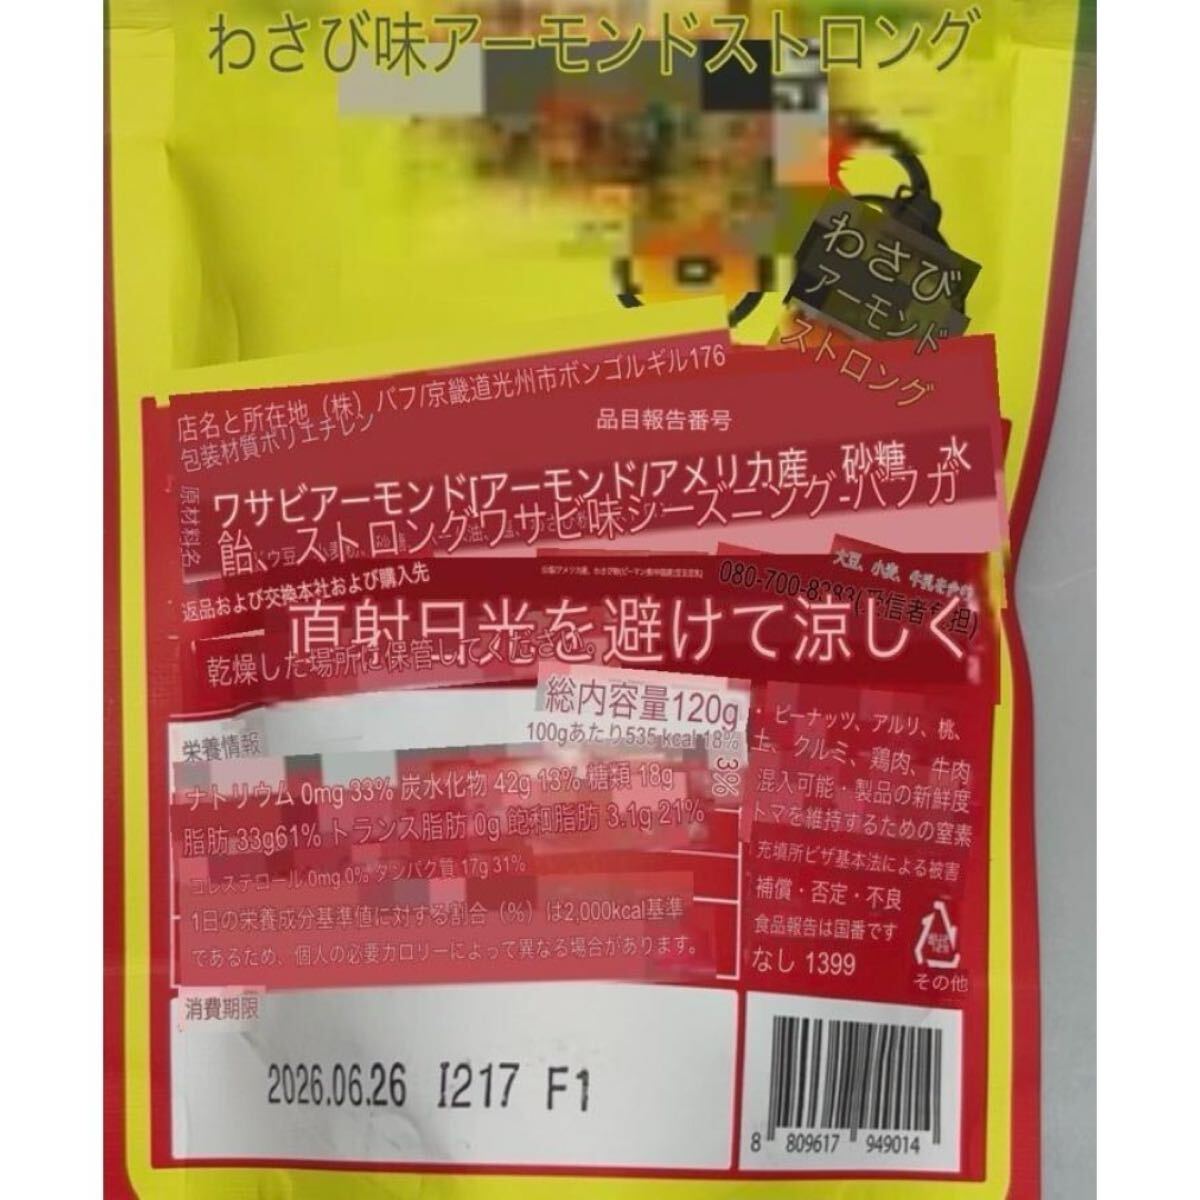 わさび味アーモンドストロング
わさび
アーモンド
ストロング
店名と所在地（株）バフ/京畿道光州市ボンゴルギル176
包装材質ポリエチレン
品目報告番号
原材料名
ワサビアーモンド[アーモンド/アメリカ産　砂糖　水
飴、ストロングワサビ味シーズニング-バフガ
大豆、小麦、牛乳
返品および交換本社および購入先
080-700-8283(受信者負担)
直射日光を避けて涼しく
乾燥した場所に保管してください。
総内容量120g
100gあたり535 kcal 18%
3%
栄養情報
ナトリウム 0mg 33% 炭水化物 42g 13% 糖類 18g
脂肪 33g61% トランス脂肪 0g 飽和脂肪 3.1g 21%
コレステロール 0mg 0% タンパク質 17g 31%
1日の栄養成分基準値に対する割合（%）は2,000kcal基準
であるため、個人の必要カロリーによって異なる場合があります。
・ピーナッツ、アルリ、桃、
土、クルミ、鶏肉、牛肉
混入可能・製品の新鮮度
トマを維持するための窒素
充填所ビザ基本法による被害
補償・否定・不良
食品報告は国番です
なし 1399
その他
消費期限
2026.06.26 I217 F1
8 809617 949014